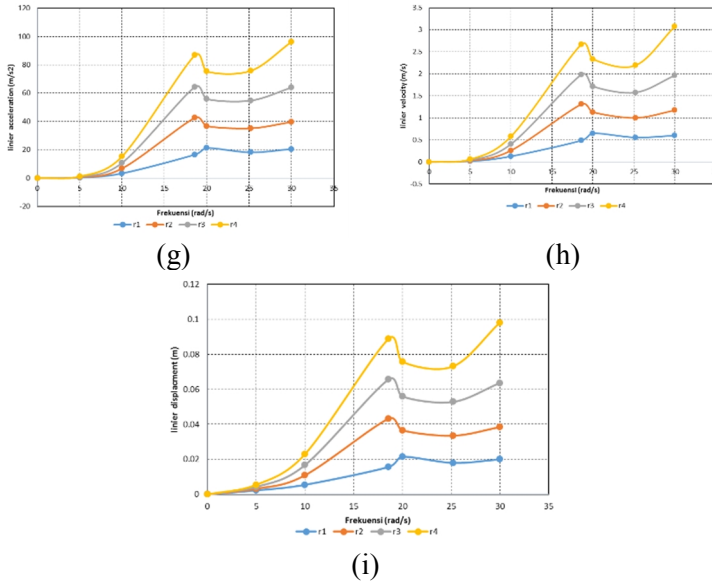 120
100
80
60
40
20
0
-20
linier acceleration (m/s2)
0 5 10 15 20 25 30 35
Frekuensi (rad/s)
r1 r2 r3 r4
(g)
3.5
3
2.5
2
1.5
1
0.5
0
-0.5
linier velocity (m/s)
0 5 10 15 20 25 30 35
Frekuensi (rad/s)
r1 r2 r3 r4
(h)
0.12
0.1
0.08
0.06
0.04
0.02
0
linier displacment (m)
0 5 10 15 20 25 30 35
Frekuensi (rad/s)
r1 r2 r3 r4
(i)